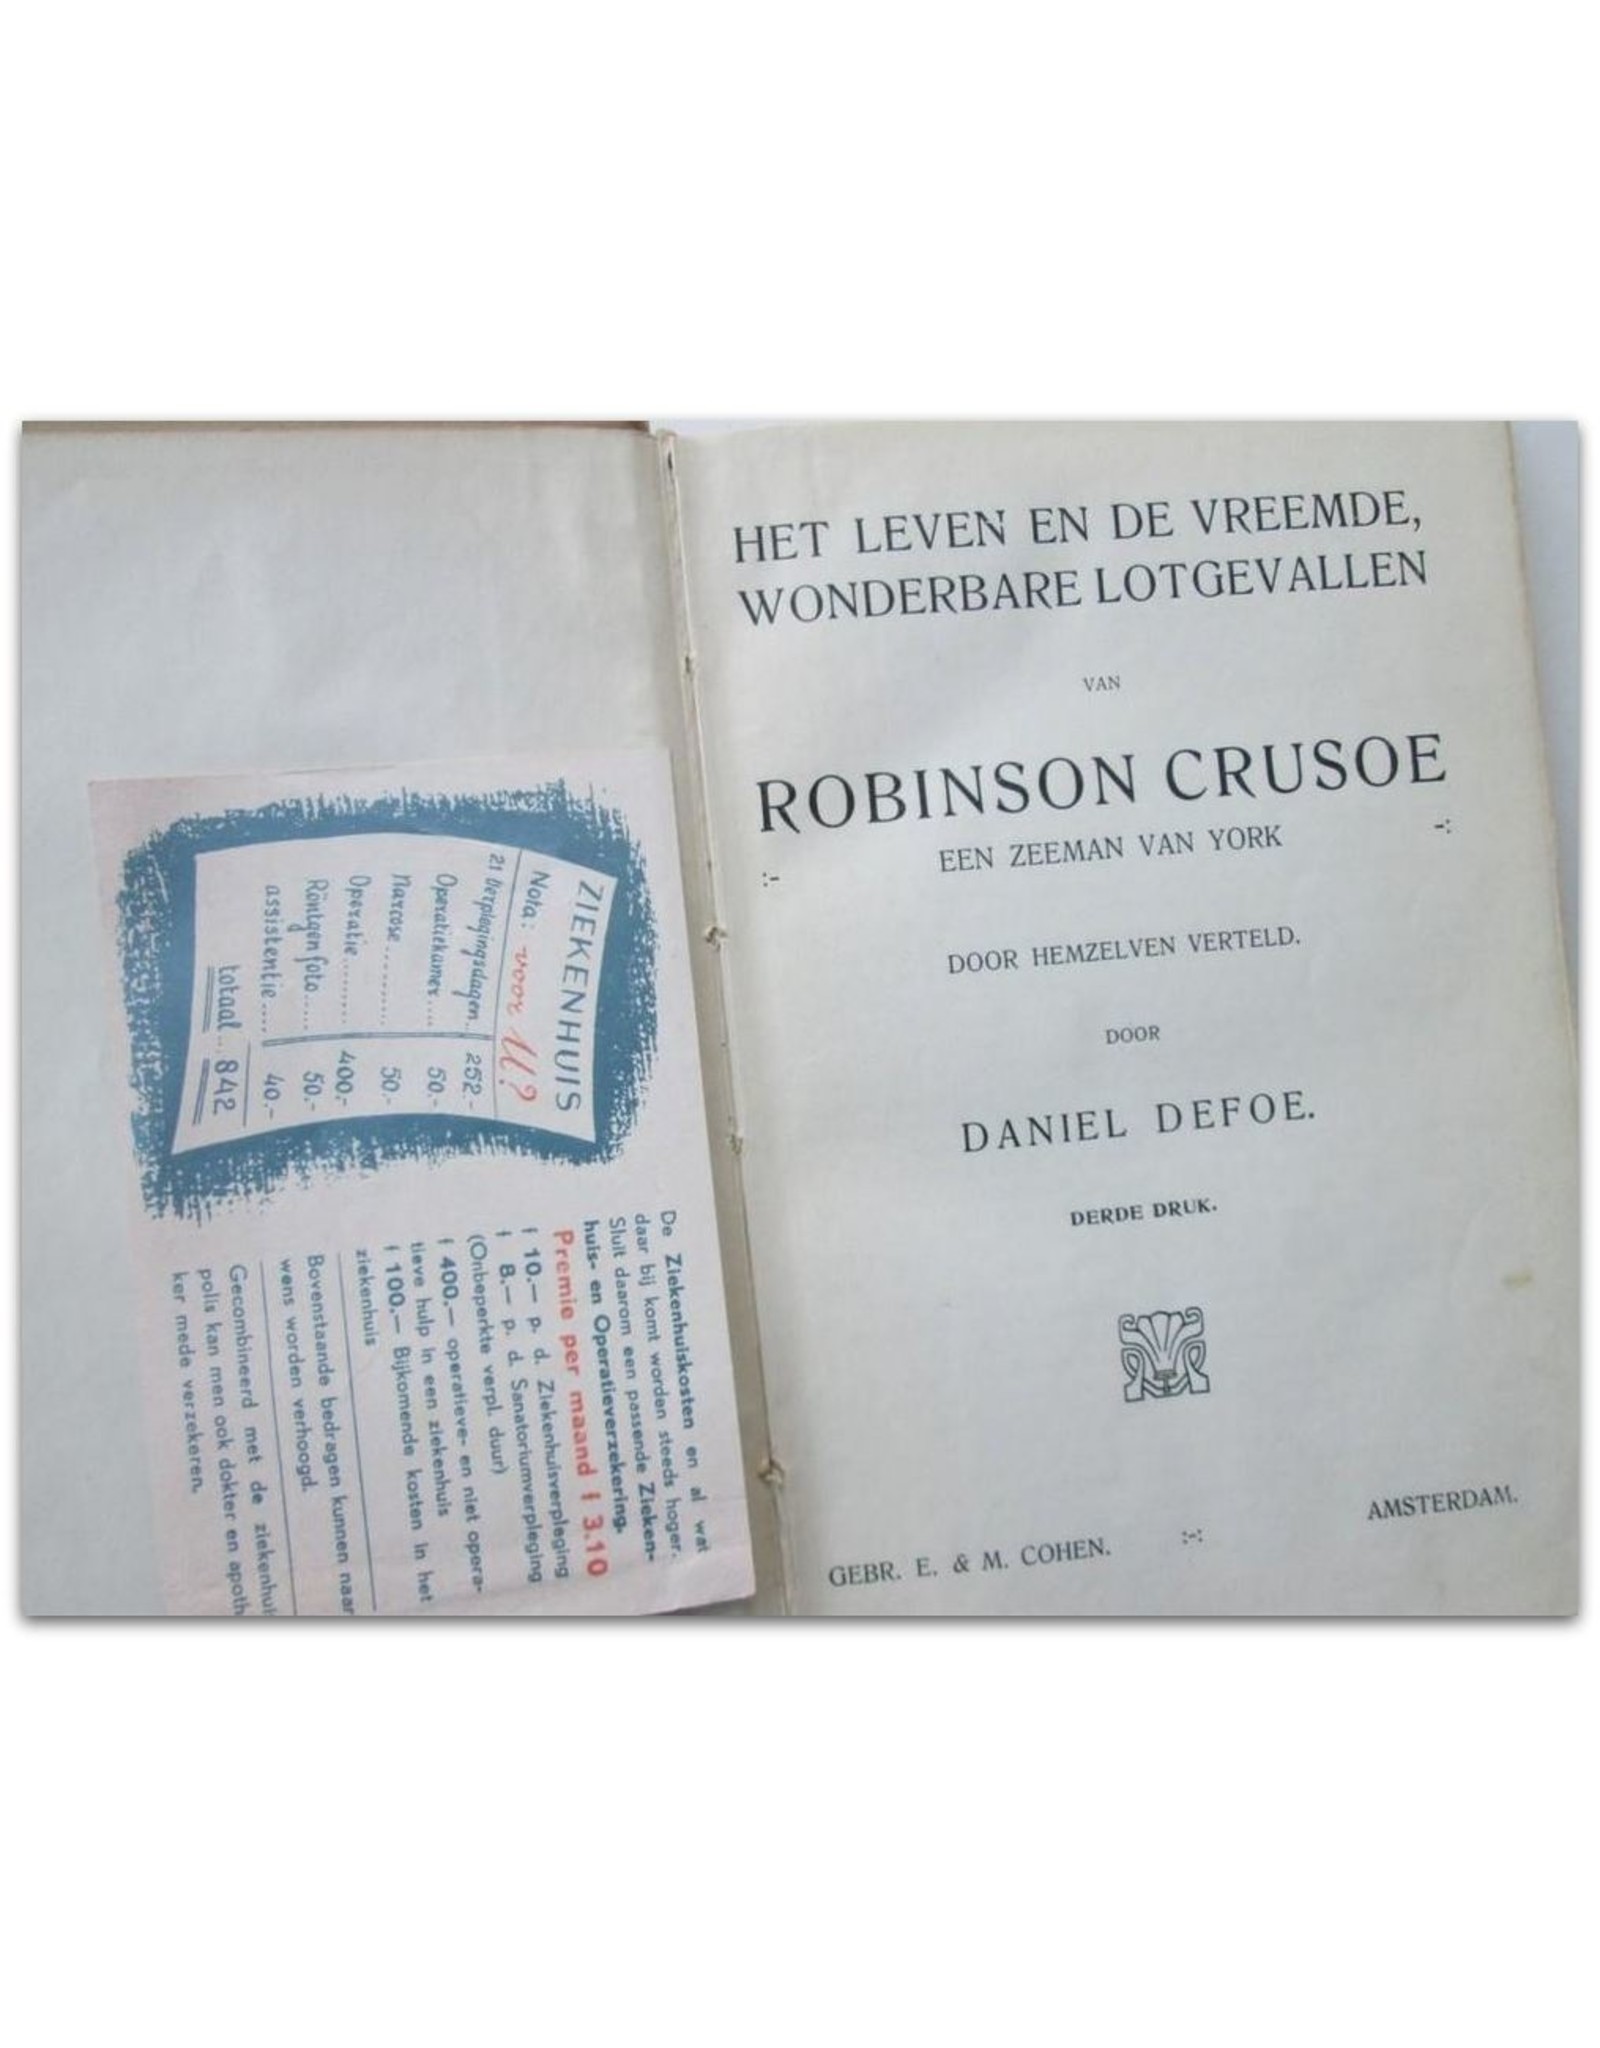 ZIEKENHUIS
Nota: voor U?
21 Verplegingsdagen.. 252.-
Operatiekamer... 50.-
Narcose......... 50.-
Operatie........ 400.-
Röntgenfoto..... 50.-
assistentie.... 40.-
totaal... 842
De Ziekenhuiskosten en al wat
daar bij komt worden steeds hoger.
Sluit daarom een passende Zieken-
huis- en Operatieverzekering.
Premie per maand f 3.10
f 10.— p. d. Ziekenhuisverpleging
f 8.— p. d. Sanatoriumverpleging
(Onbeperkte verpl. duur)
f 400.— operatieve- en niet opera-
tieve hulp in een ziekenhuis
f 100.— Bijkomende kosten in het
ziekenhuis
Bovenstaande bedragen kunnen naar
wens worden verhoogd.
Gecombineerd met de ziekenhui
polis kan men ook dokter en apoth
ker mede verzekeren.
HET LEVEN EN DE VREEMDE,
WONDERBARE LOTGEVALLEN
VAN
ROBINSON CRUSOE
:- EEN ZEEMAN VAN YORK -:
DOOR HEMZELVEN VERTELD.
DOOR
DANIEL DEFOE.
DERDE DRUK.
GEBR. E. & M. COHEN. :-: AMSTERDAM.